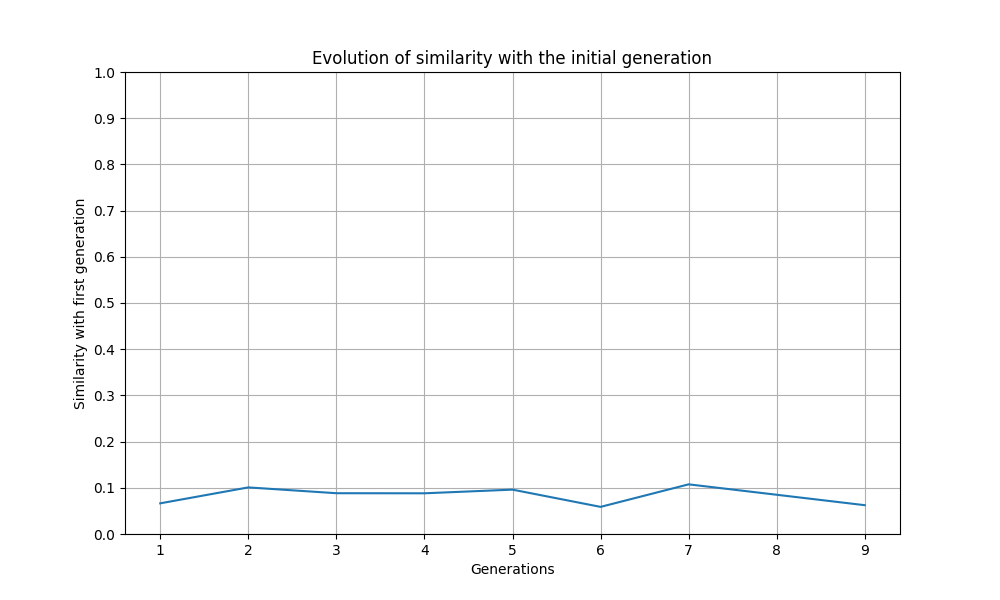 Evolution of similarity with the initial generation
1.0
0.9
0.8
0.7
0.6
0.5
0.4
0.3
0.2
0.1
0.0
Similarity with first generation
1 2 3 4 5 6 7 8 9
Generations